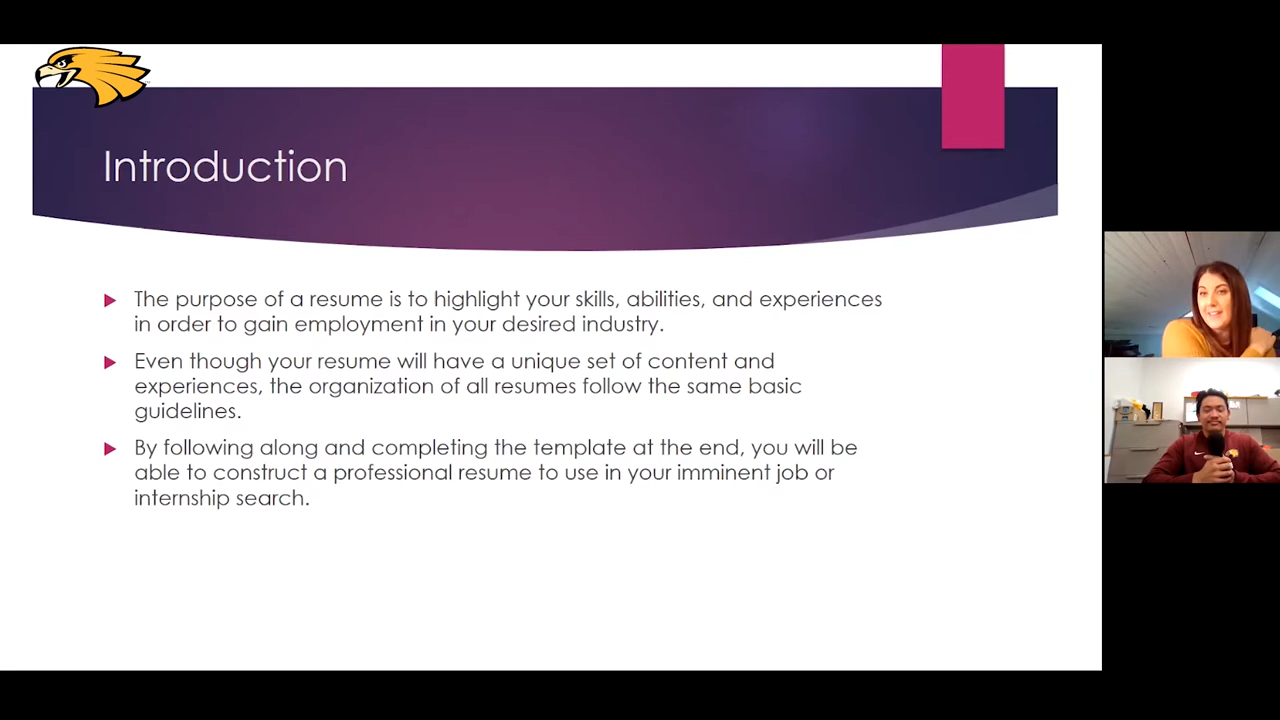 Introduction
The purpose of a resume is to highlight your skills, abilities, and experiences
in order to gain employment in your desired industry.
Even though your resume will have a unique set of content and
experiences, the organization of all resumes follow the same basic
guidelines.
By following along and completing the template at the end, you will be
able to construct a professional resume to use in your imminent job or
internship search.